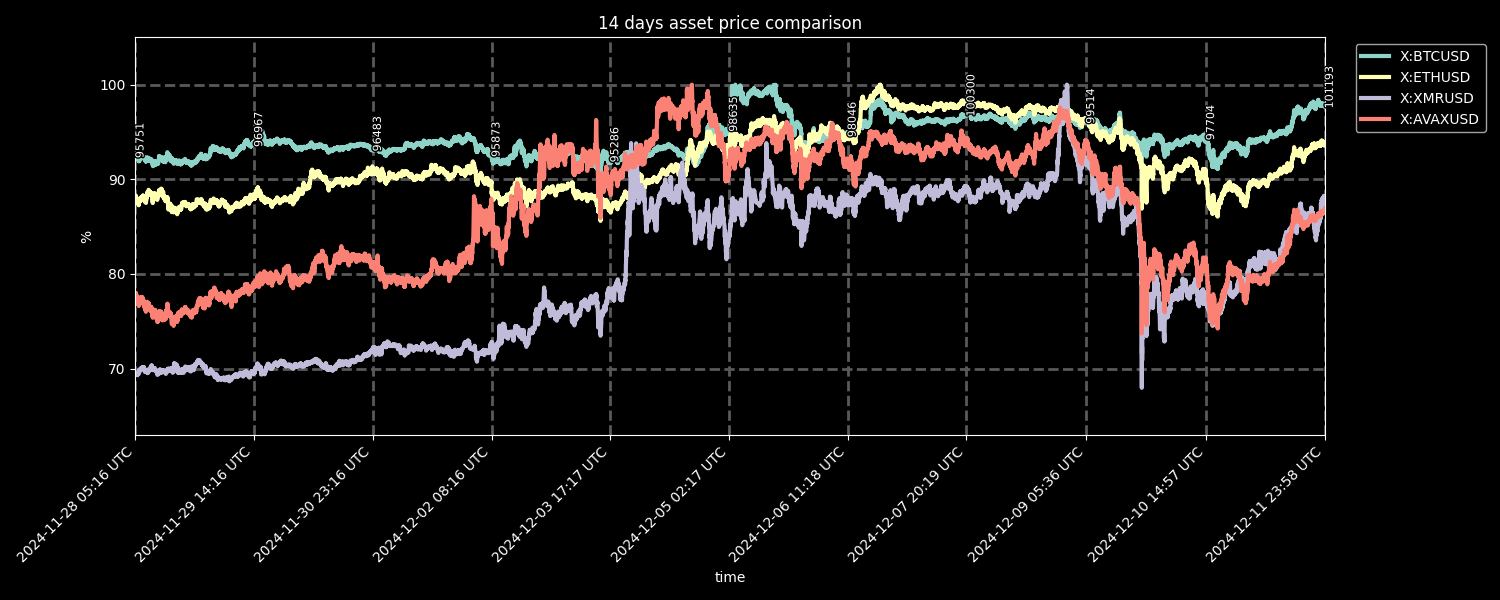 14 days asset price comparison
X:BTCUSD
X:ETHUSD
X:XMRUSD
X:AVAXUSD
%
100
90
80
70
95751
96967
96483
95873
95286
98635
98046
100300
99514
97704
101193
2024-11-28 05:16 UTC
2024-11-29 14:16 UTC
2024-11-30 23:16 UTC
2024-12-02 08:16 UTC
2024-12-03 17:17 UTC
2024-12-05 02:17 UTC
2024-12-06 11:18 UTC
2024-12-07 20:19 UTC
2024-12-09 05:36 UTC
2024-12-10 14:57 UTC
2024-12-11 23:58 UTC
time